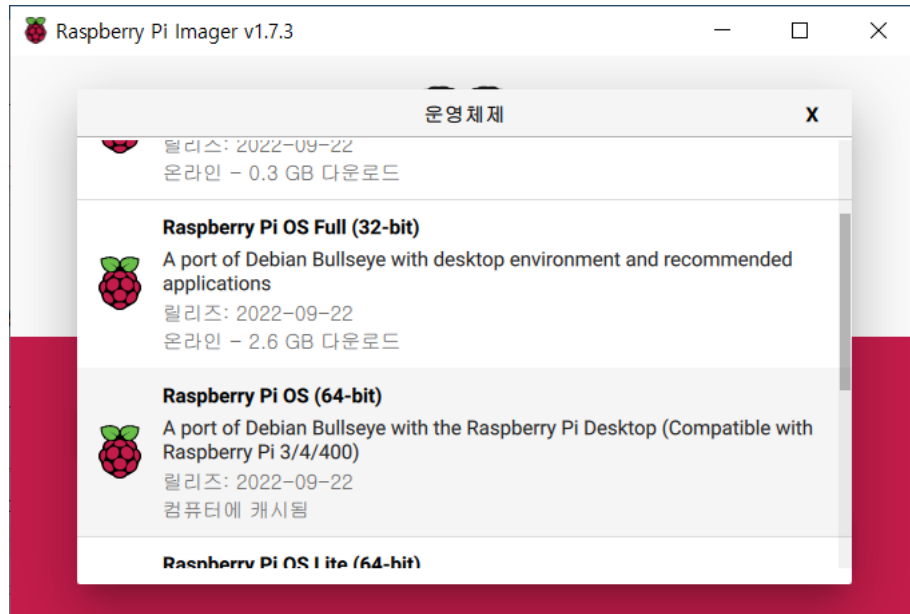 Raspberry Pi Imager v1.7.3
운영체제
X
릴리즈: 2022-09-22
온라인 - 0.3 GB 다운로드
Raspberry Pi OS Full (32-bit)
A port of Debian Bullseye with desktop environment and recommended
applications
릴리즈: 2022-09-22
온라인 - 2.6 GB 다운로드
Raspberry Pi OS (64-bit)
A port of Debian Bullseye with the Raspberry Pi Desktop (Compatible with
Raspberry Pi 3/4/400)
릴리즈: 2022-09-22
컴퓨터에 캐시됨
Raspberry Pi OS Lite (64-bit)